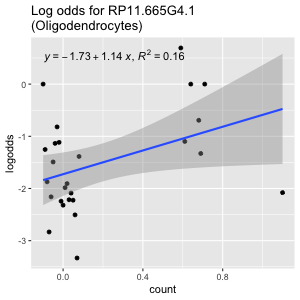 Log odds for RP11.665G4.1
(Oligodendrocytes)
y = −1.73 + 1.14 x, R² = 0.16
0
-1
-2
-3
logodds
0.0 0.4 0.8
count